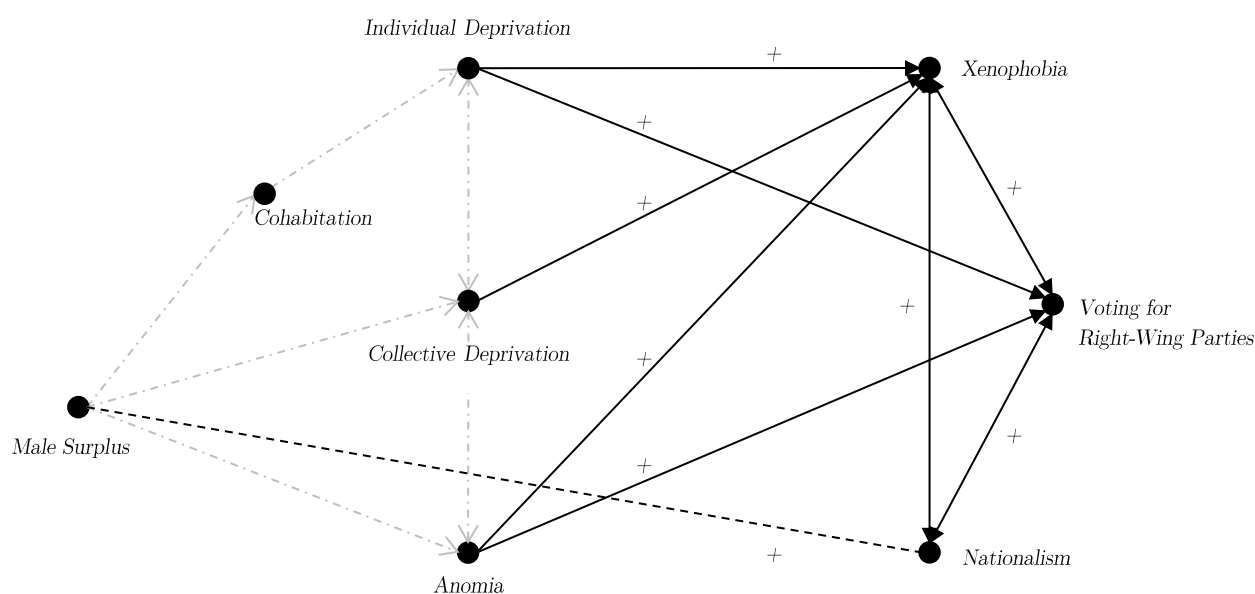 Individual Deprivation
+
Xenophobia
+
+
+
Cohabitation
+
Voting for
Right-Wing Parties
Collective Deprivation
+
Male Surplus
+
+
+
Nationalism
Anomia